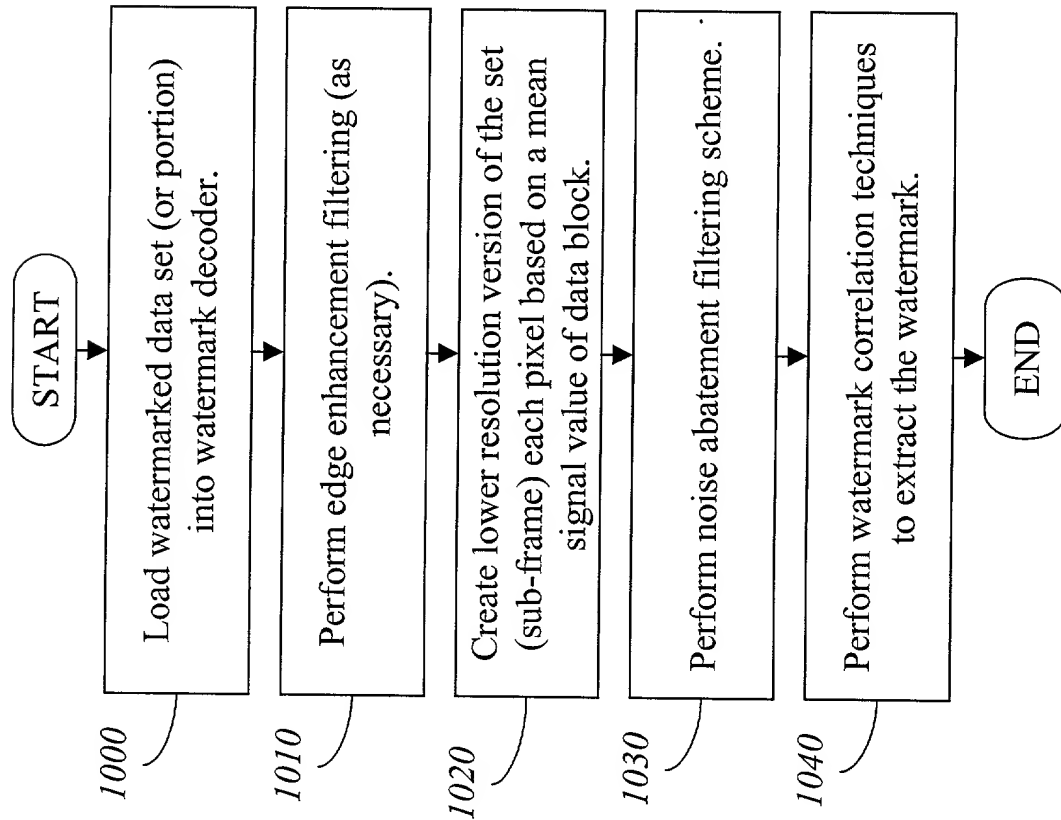 START
1000
Load watermarked data set (or portion)
into watermark decoder.
1010
Perform edge enhancement filtering (as
necessary).
1020
Create lower resolution version of the set
(sub-frame) each pixel based on a mean
signal value of data block.
1030
Perform noise abatement filtering scheme.
1040
Perform watermark correlation techniques
to extract the watermark.
END